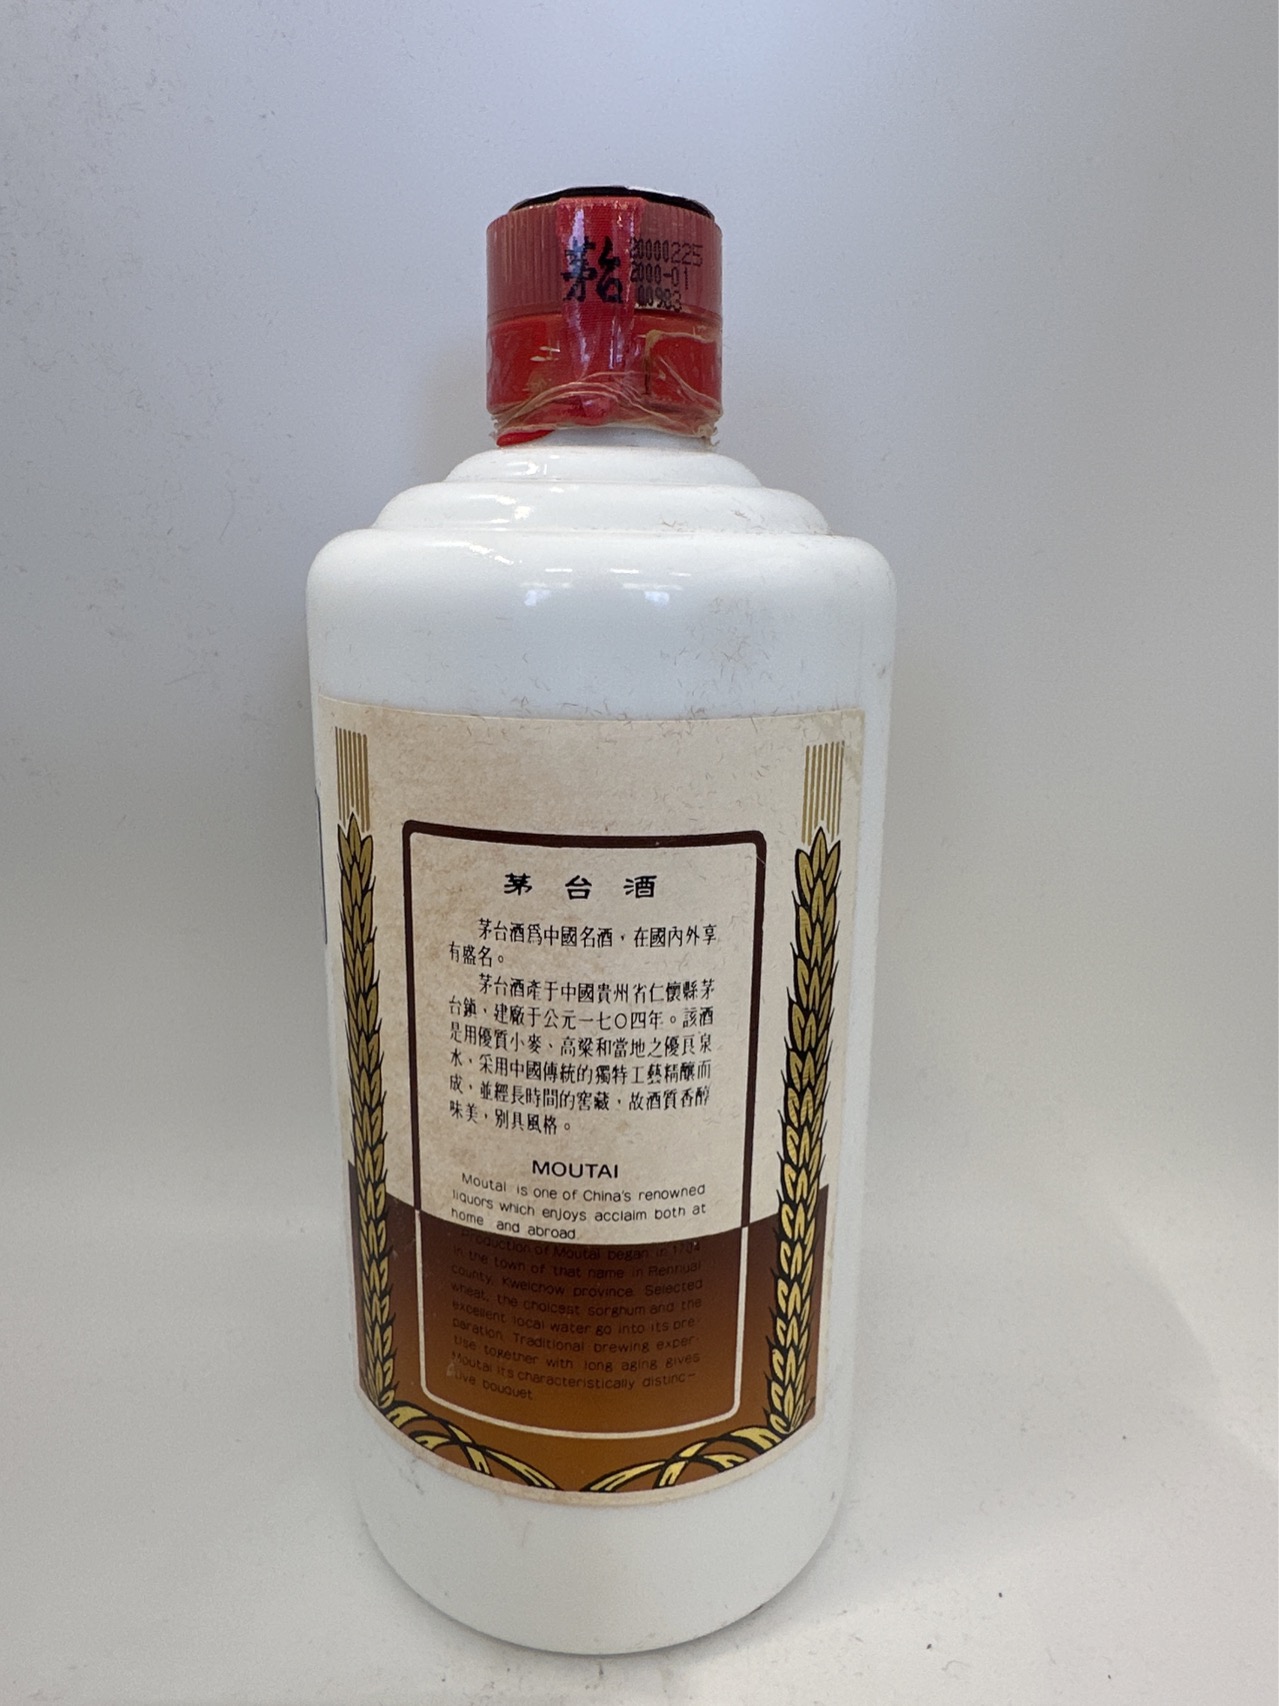 茅台
20000225
2000-01
00983
茅台酒
茅台酒爲中國名酒，在國內外享
有盛名。
茅台酒產于中國貴州省仁懷縣茅
台鎮，建廠于公元一七〇四年。該酒
是用優質小麥、高粱和當地之優良泉
水，采用中國傳統的獨特工藝精釀而
成，並經長時間的窖藏，故酒質香醇
味美，別具風格。
MOUTAI
Moutai is one of China's renowned
liquors which enjoys acclaim both at
home and abroad.
Production of Moutai began in 1704
in the town of that name in Renhuai
county, Kweichow province. Selected
wheat, the choicest sorghum and the
excellent local water go into its pre-
paration. Traditional brewing exper-
tise together with long aging gives
Moutai its characteristically distinc-
tive bouquet